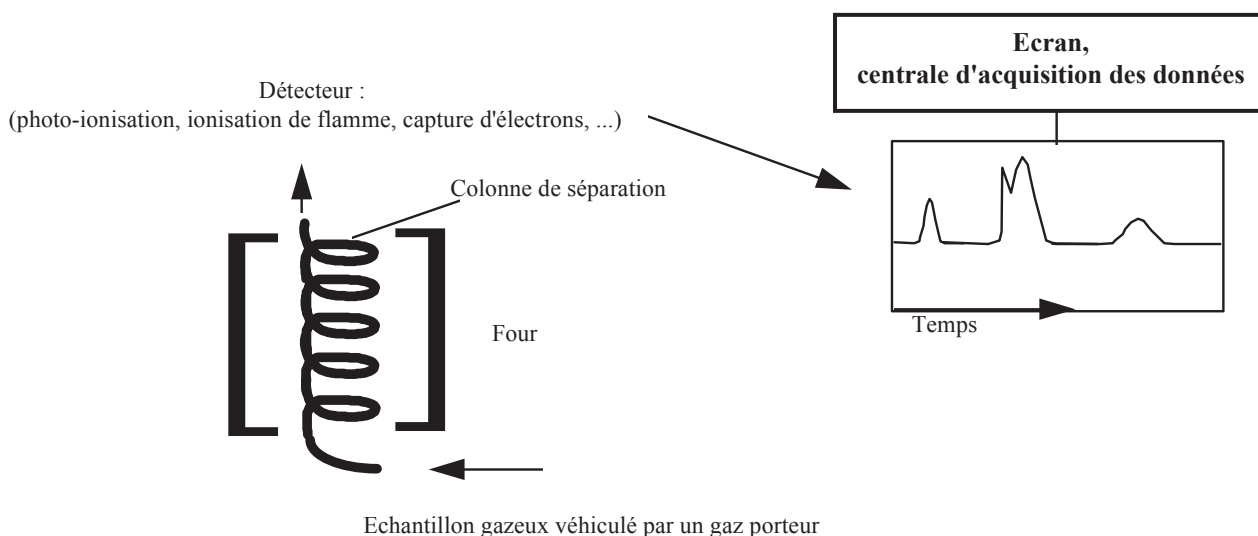 Ecran,
centrale d'acquisition des données
Détecteur :
(photo-ionisation, ionisation de flamme, capture d'électrons, ...)
Colonne de séparation
Temps
Four
Echantillon gazeux véhiculé par un gaz porteur